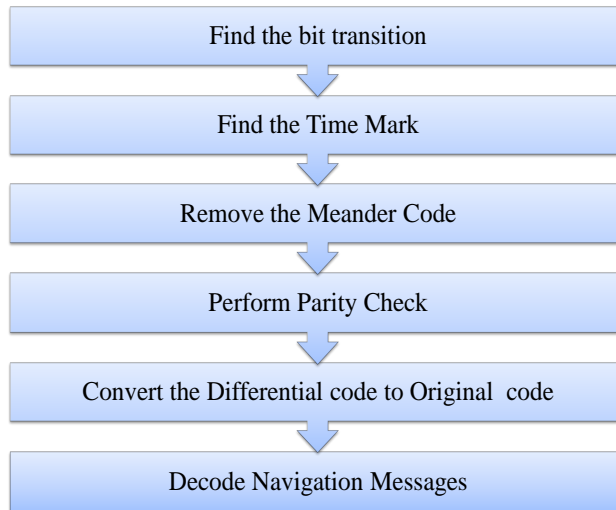 Find the bit transition
Find the Time Mark
Remove the Meander Code
Perform Parity Check
Convert the Differential code to Original  code
Decode Navigation Messages